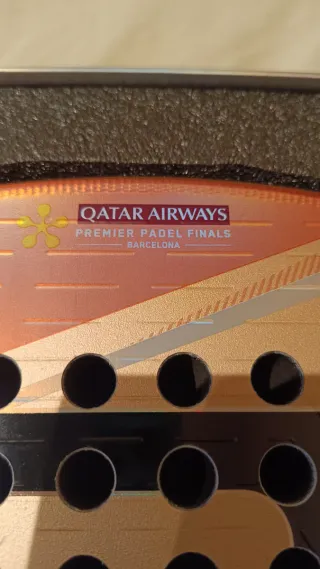 QATAR AIRWAYS
PREMIER PADEL FINALS
BARCELONA